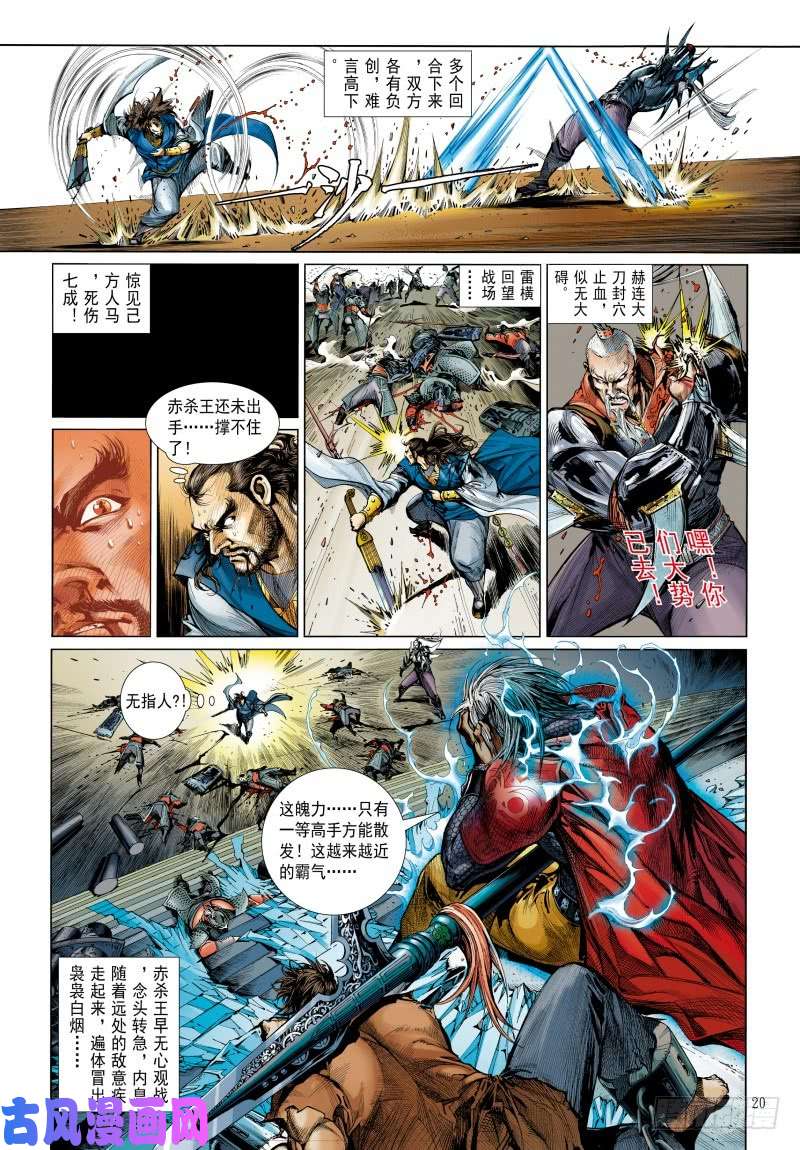 多个回
合下来
，双方
各有负
创，难
言高下
。
沙
赫连大
刀封穴
止血，
似无大
碍。
嘿！你
们大势
已去！
雷横
回望
战场
……
惊见己
方人马
，死伤
七成！
赤杀王还未出
手……撑不住
了！
无指人?!
这魄力……只有
一等高手方能散
发！这越来越近
的霸气……
赤杀王早无心观战
，念头转急，内息
随着远处的敌意疾
走起来，遍体冒出
袅袅白烟……
20
古风漫画网